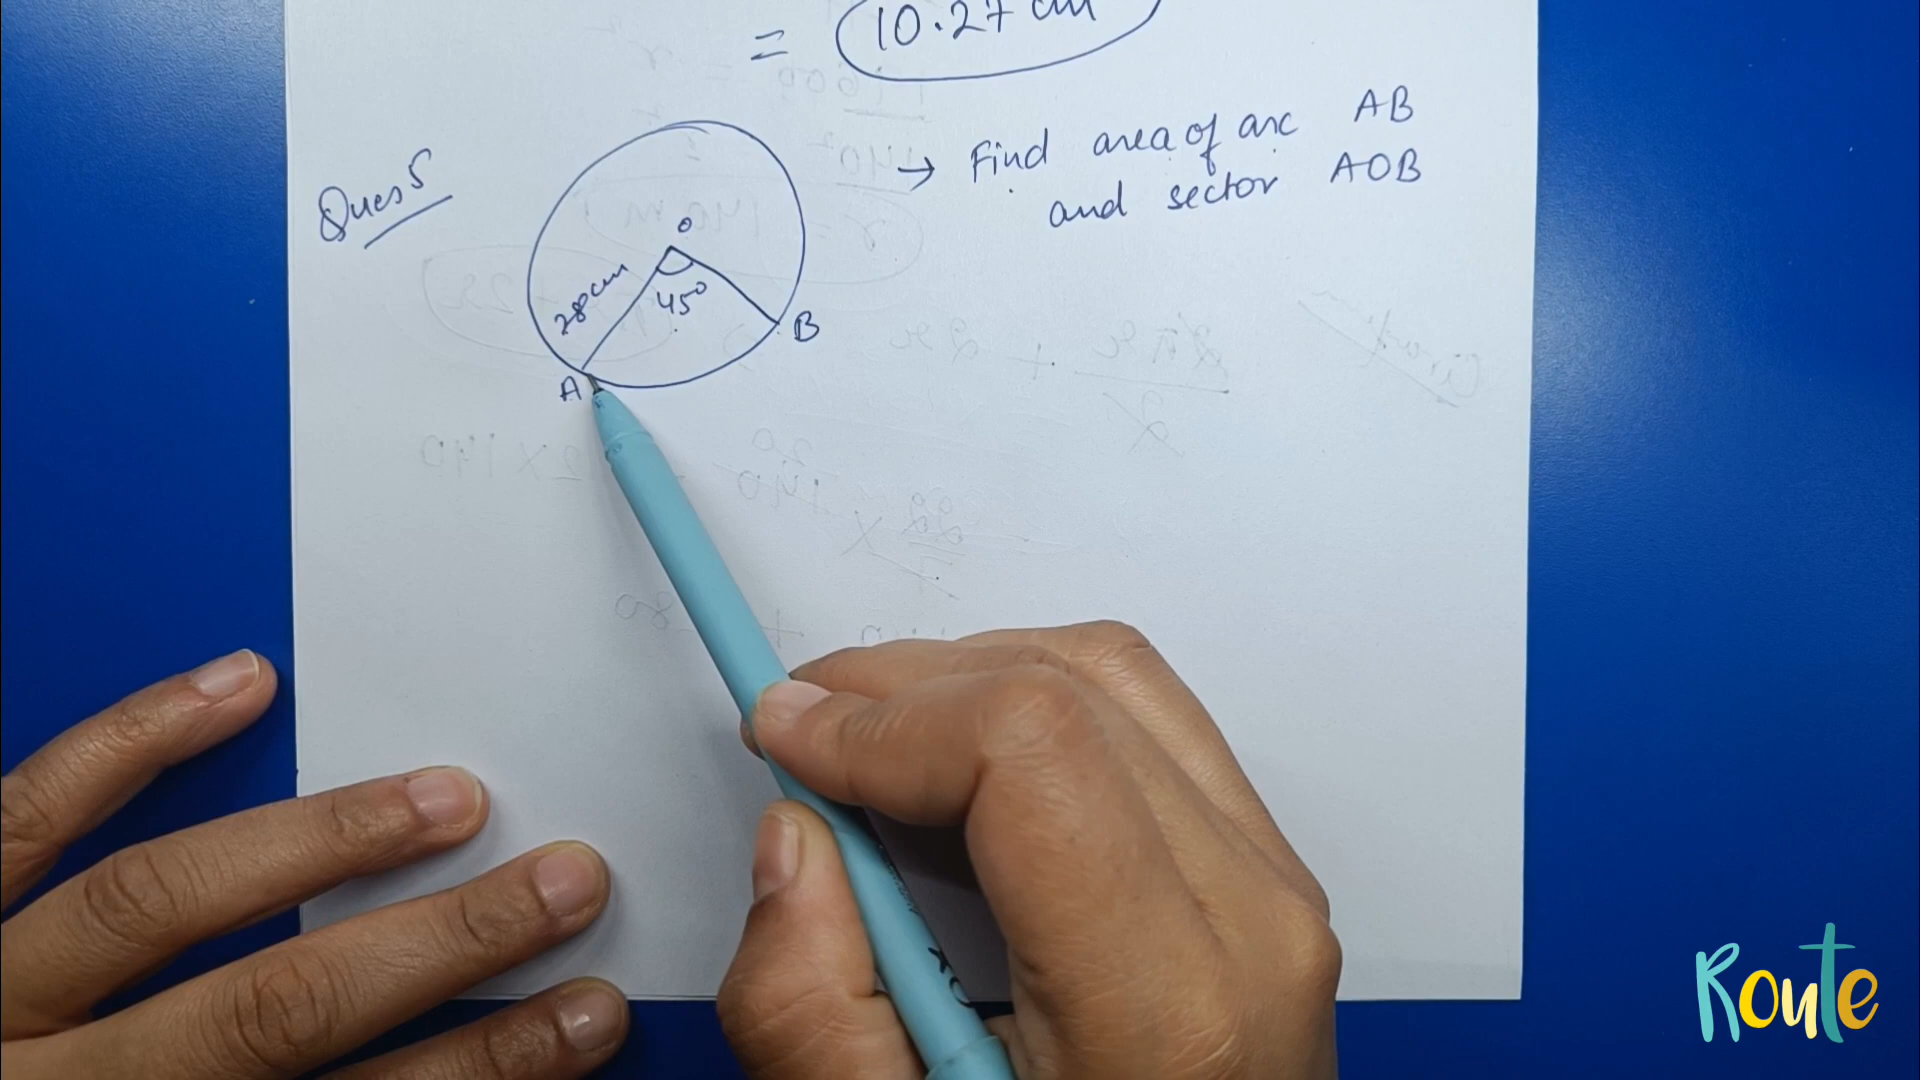 = 10.27 cm
Ques 5
→ Find area of arc AB
and sector AOB
O
28cm
45°
B
A
Route